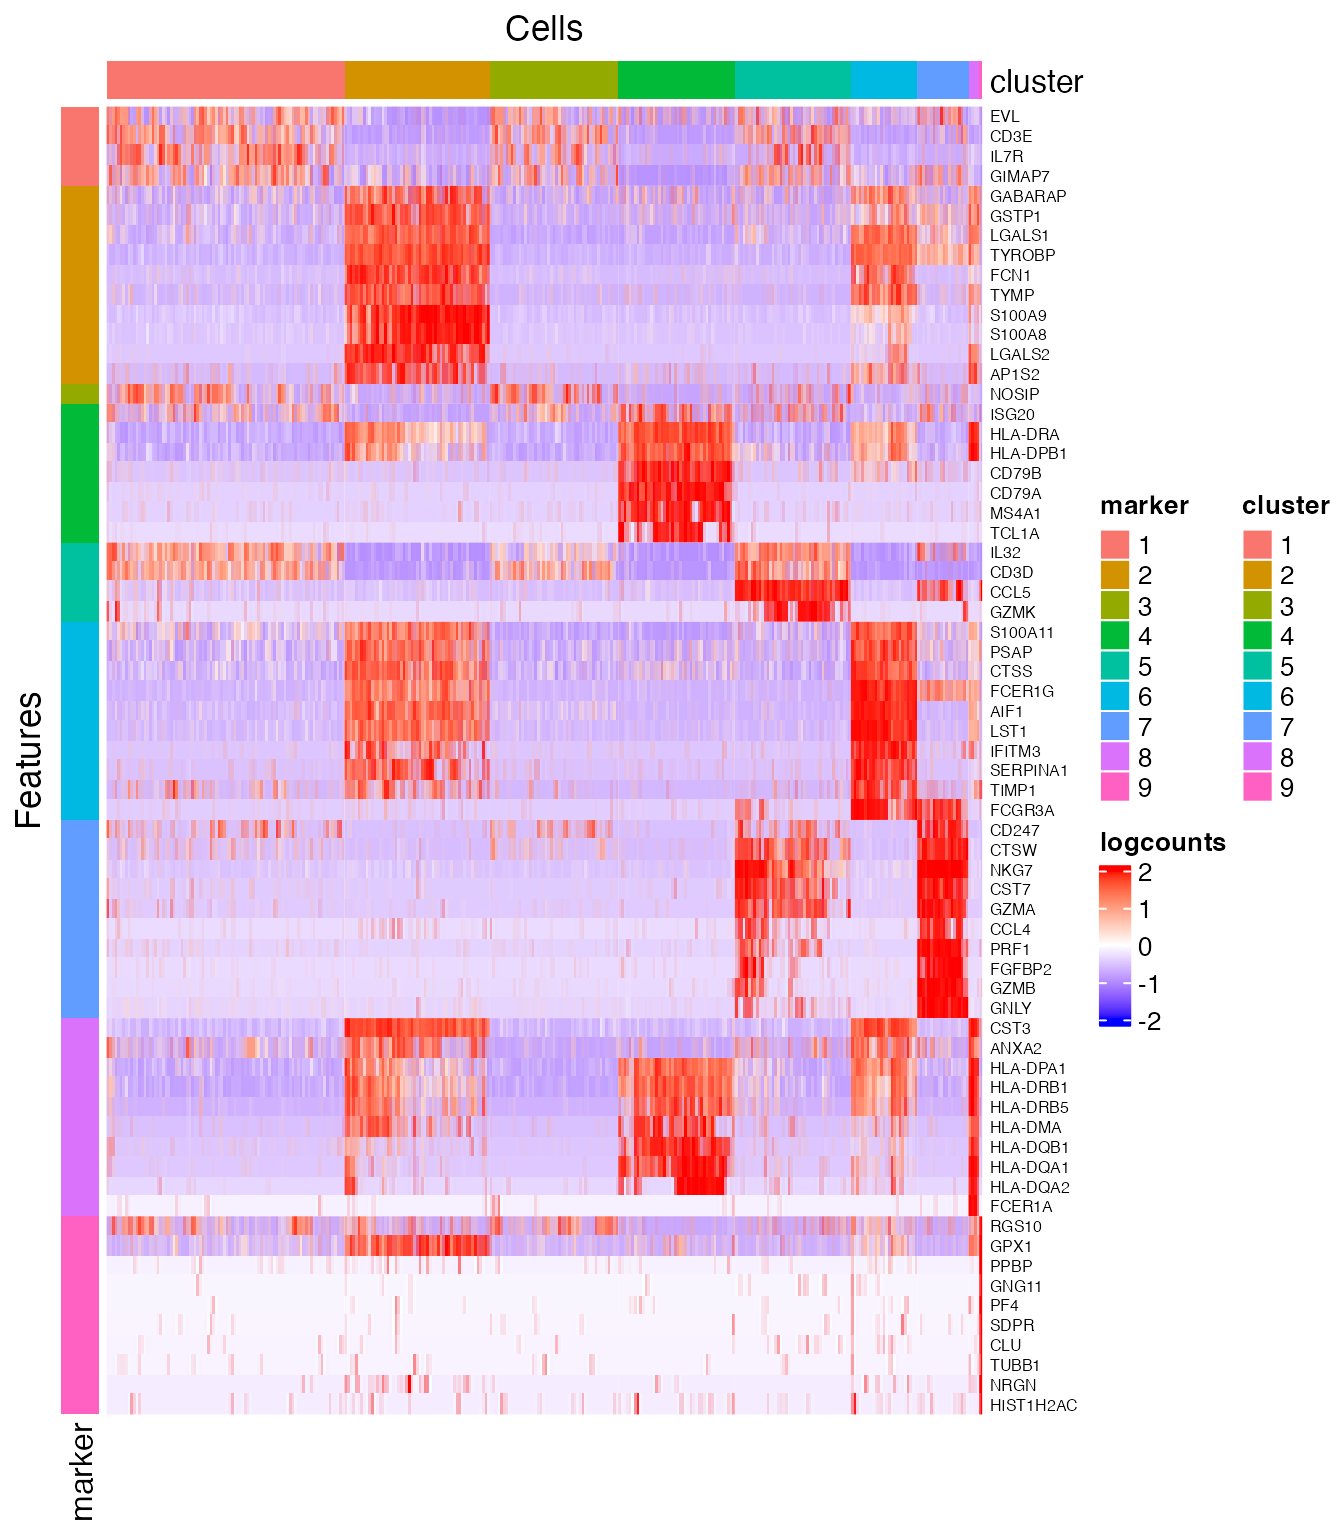 Cells
cluster
EVL
CD3E
IL7R
GIMAP7
GABARAP
GSTP1
LGALS1
TYROBP
FCN1
TYMP
S100A9
S100A8
LGALS2
AP1S2
NOSIP
ISG20
HLA-DRA
HLA-DPB1
CD79B
CD79A
MS4A1
TCL1A
IL32
CD3D
CCL5
GZMK
S100A11
PSAP
CTSS
FCER1G
AIF1
LST1
IFITM3
SERPINA1
TIMP1
FCGR3A
CD247
CTSW
NKG7
CST7
GZMA
CCL4
PRF1
FGFBP2
GZMB
GNLY
CST3
ANXA2
HLA-DPA1
HLA-DRB1
HLA-DRB5
HLA-DMA
HLA-DQB1
HLA-DQA1
HLA-DQA2
FCER1A
RGS10
GPX1
PPBP
GNG11
PF4
SDPR
CLU
TUBB1
NRGN
HIST1H2AC
Features
marker
marker
1
2
3
4
5
6
7
8
9
cluster
1
2
3
4
5
6
7
8
9
logcounts
2
1
0
-1
-2